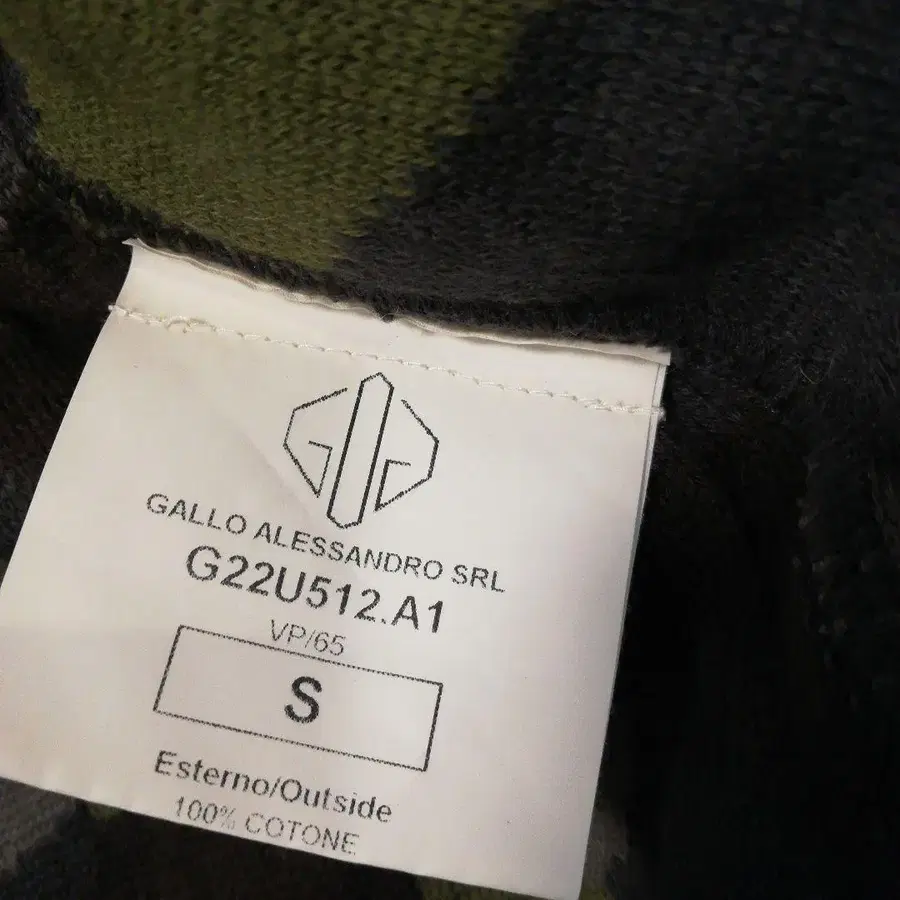 GALLO ALESSANDRO SRL
G22U512.A1
VP/65
S
Esterno/Outside
100% COTONE